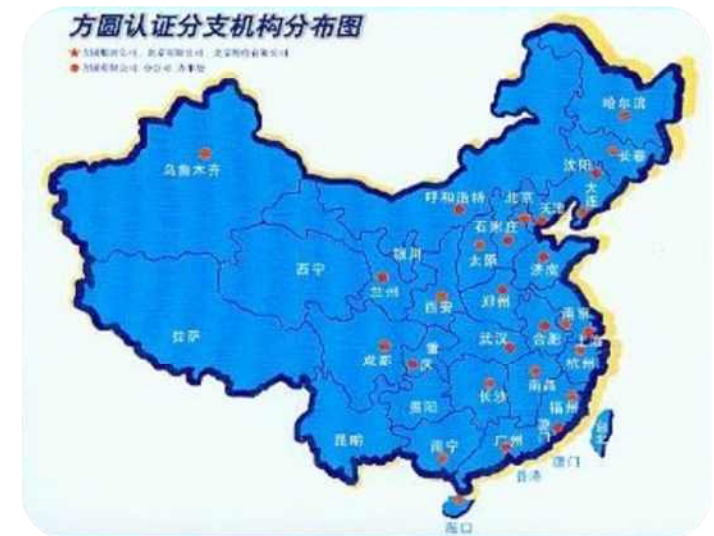 方圆认证分支机构分布图
哈尔滨
长春
沈阳
乌鲁木齐
大连
呼和浩特
北京
天津
石家庄
银川
太原
济南
西宁
兰州
西安
郑州
南京
拉萨
武汉
合肥
上海
成都
重庆
杭州
南昌
长沙
贵阳
福州
厦门
昆明
南宁
广州
台北
澳门
香港
海口